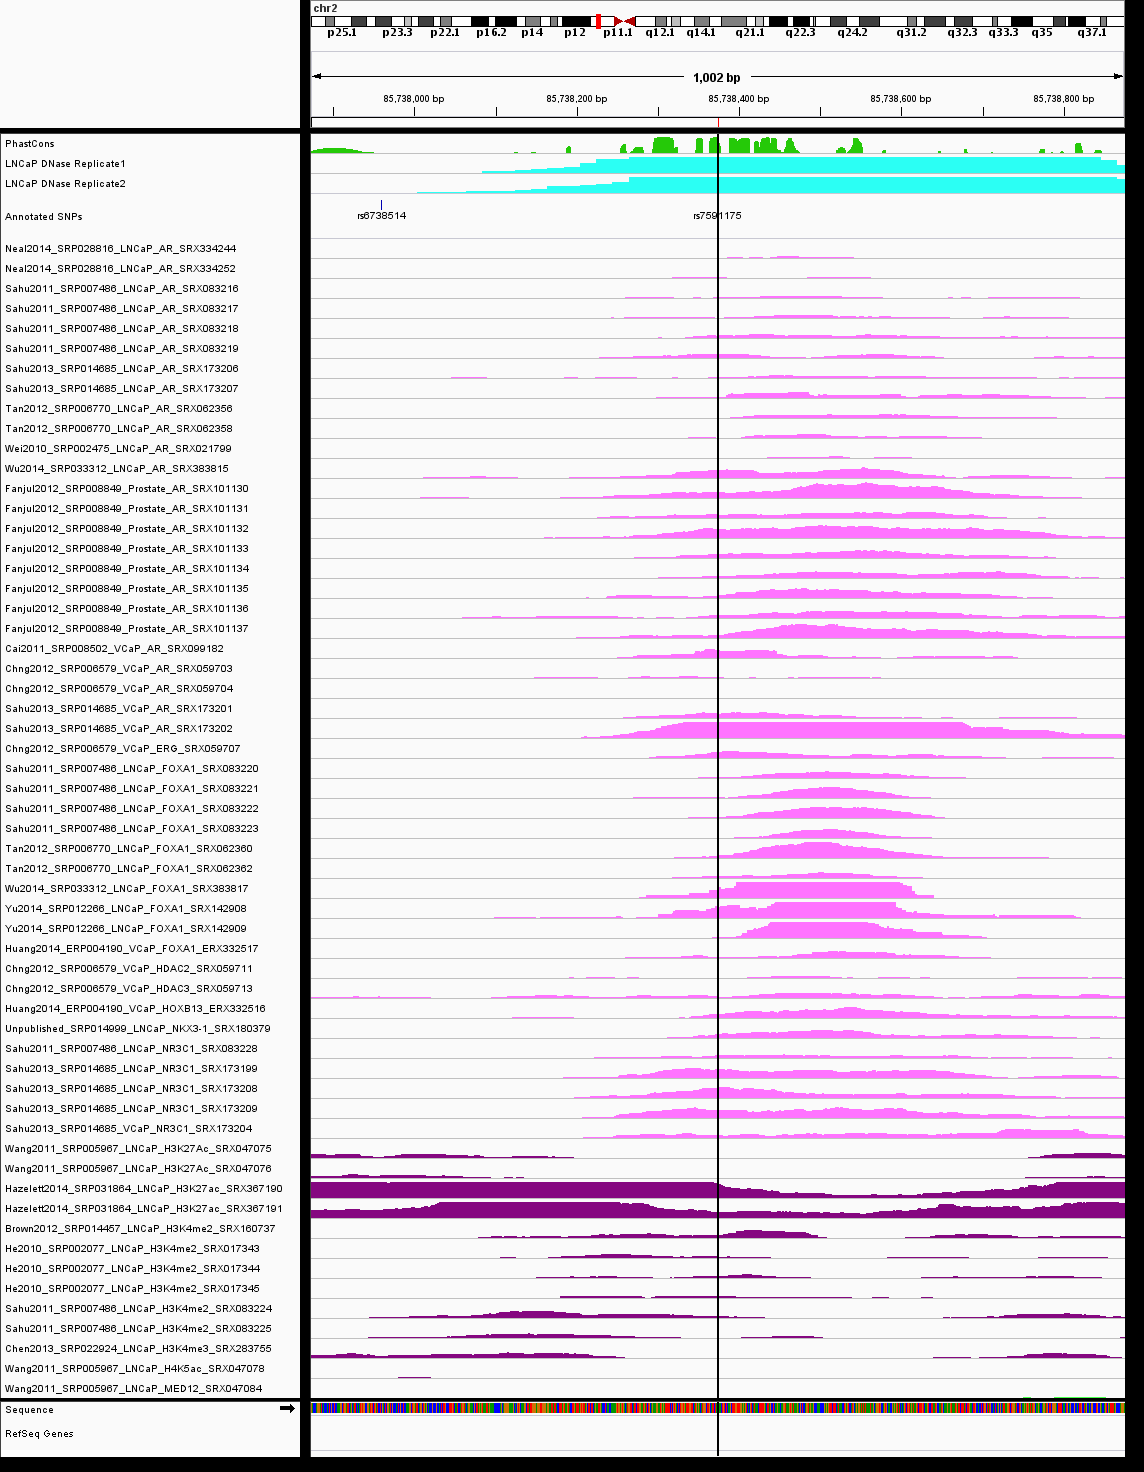 chr2
p25.1 p23.3 p22.1 p16.2 p14 p12 p11.1 q12.1 q14.1 q21.1 q22.3 q24.2 q31.2 q32.3 q33.3 q35 q37.1
1,002 bp
85,738,000 bp 85,738,200 bp 85,738,400 bp 85,738,600 bp 85,738,800 bp
PhastCons
LNCaP DNase Replicate1
LNCaP DNase Replicate2
Annotated SNPs rs6738514 rs7591175
Neal2014_SRP028816_LNCaP_AR_SRX334244
Neal2014_SRP028816_LNCaP_AR_SRX334252
Sahu2011_SRP007486_LNCaP_AR_SRX083216
Sahu2011_SRP007486_LNCaP_AR_SRX083217
Sahu2011_SRP007486_LNCaP_AR_SRX083218
Sahu2011_SRP007486_LNCaP_AR_SRX083219
Sahu2013_SRP014685_LNCaP_AR_SRX173206
Sahu2013_SRP014685_LNCaP_AR_SRX173207
Tan2012_SRP006770_LNCaP_AR_SRX062356
Tan2012_SRP006770_LNCaP_AR_SRX062358
Wei2010_SRP002475_LNCaP_AR_SRX021799
Wu2014_SRP033312_LNCaP_AR_SRX383815
Fanjul2012_SRP008849_Prostate_AR_SRX101130
Fanjul2012_SRP008849_Prostate_AR_SRX101131
Fanjul2012_SRP008849_Prostate_AR_SRX101132
Fanjul2012_SRP008849_Prostate_AR_SRX101133
Fanjul2012_SRP008849_Prostate_AR_SRX101134
Fanjul2012_SRP008849_Prostate_AR_SRX101135
Fanjul2012_SRP008849_Prostate_AR_SRX101136
Fanjul2012_SRP008849_Prostate_AR_SRX101137
Cai2011_SRP008502_VCaP_AR_SRX099182
Chng2012_SRP006579_VCaP_AR_SRX059703
Chng2012_SRP006579_VCaP_AR_SRX059704
Sahu2013_SRP014685_VCaP_AR_SRX173201
Sahu2013_SRP014685_VCaP_AR_SRX173202
Chng2012_SRP006579_VCaP_ERG_SRX059707
Sahu2011_SRP007486_LNCaP_FOXA1_SRX083220
Sahu2011_SRP007486_LNCaP_FOXA1_SRX083221
Sahu2011_SRP007486_LNCaP_FOXA1_SRX083222
Sahu2011_SRP007486_LNCaP_FOXA1_SRX083223
Tan2012_SRP006770_LNCaP_FOXA1_SRX062360
Tan2012_SRP006770_LNCaP_FOXA1_SRX062362
Wu2014_SRP033312_LNCaP_FOXA1_SRX383817
Yu2014_SRP012266_LNCaP_FOXA1_SRX142908
Yu2014_SRP012266_LNCaP_FOXA1_SRX142909
Huang2014_ERP004190_VCaP_FOXA1_ERX332517
Chng2012_SRP006579_VCaP_HDAC2_SRX059711
Chng2012_SRP006579_VCaP_HDAC3_SRX059713
Huang2014_ERP004190_VCaP_HOXB13_ERX332516
Unpublished_SRP014999_LNCaP_NKX3-1_SRX180379
Sahu2011_SRP007486_LNCaP_NR3C1_SRX083228
Sahu2013_SRP014685_LNCaP_NR3C1_SRX173199
Sahu2013_SRP014685_LNCaP_NR3C1_SRX173208
Sahu2013_SRP014685_LNCaP_NR3C1_SRX173209
Sahu2013_SRP014685_VCaP_NR3C1_SRX173204
Wang2011_SRP005967_LNCaP_H3K27Ac_SRX047075
Wang2011_SRP005967_LNCaP_H3K27Ac_SRX047076
Hazelett2014_SRP031864_LNCaP_H3K27ac_SRX367190
Hazelett2014_SRP031864_LNCaP_H3K27ac_SRX367191
Brown2012_SRP014457_LNCaP_H3K4me2_SRX160737
He2010_SRP002077_LNCaP_H3K4me2_SRX017343
He2010_SRP002077_LNCaP_H3K4me2_SRX017344
He2010_SRP002077_LNCaP_H3K4me2_SRX017345
Sahu2011_SRP007486_LNCaP_H3K4me2_SRX083224
Sahu2011_SRP007486_LNCaP_H3K4me2_SRX083225
Chen2013_SRP022924_LNCaP_H3K4me3_SRX283755
Wang2011_SRP005967_LNCaP_H4K5ac_SRX047078
Wang2011_SRP005967_LNCaP_MED12_SRX047084
Sequence
RefSeq Genes